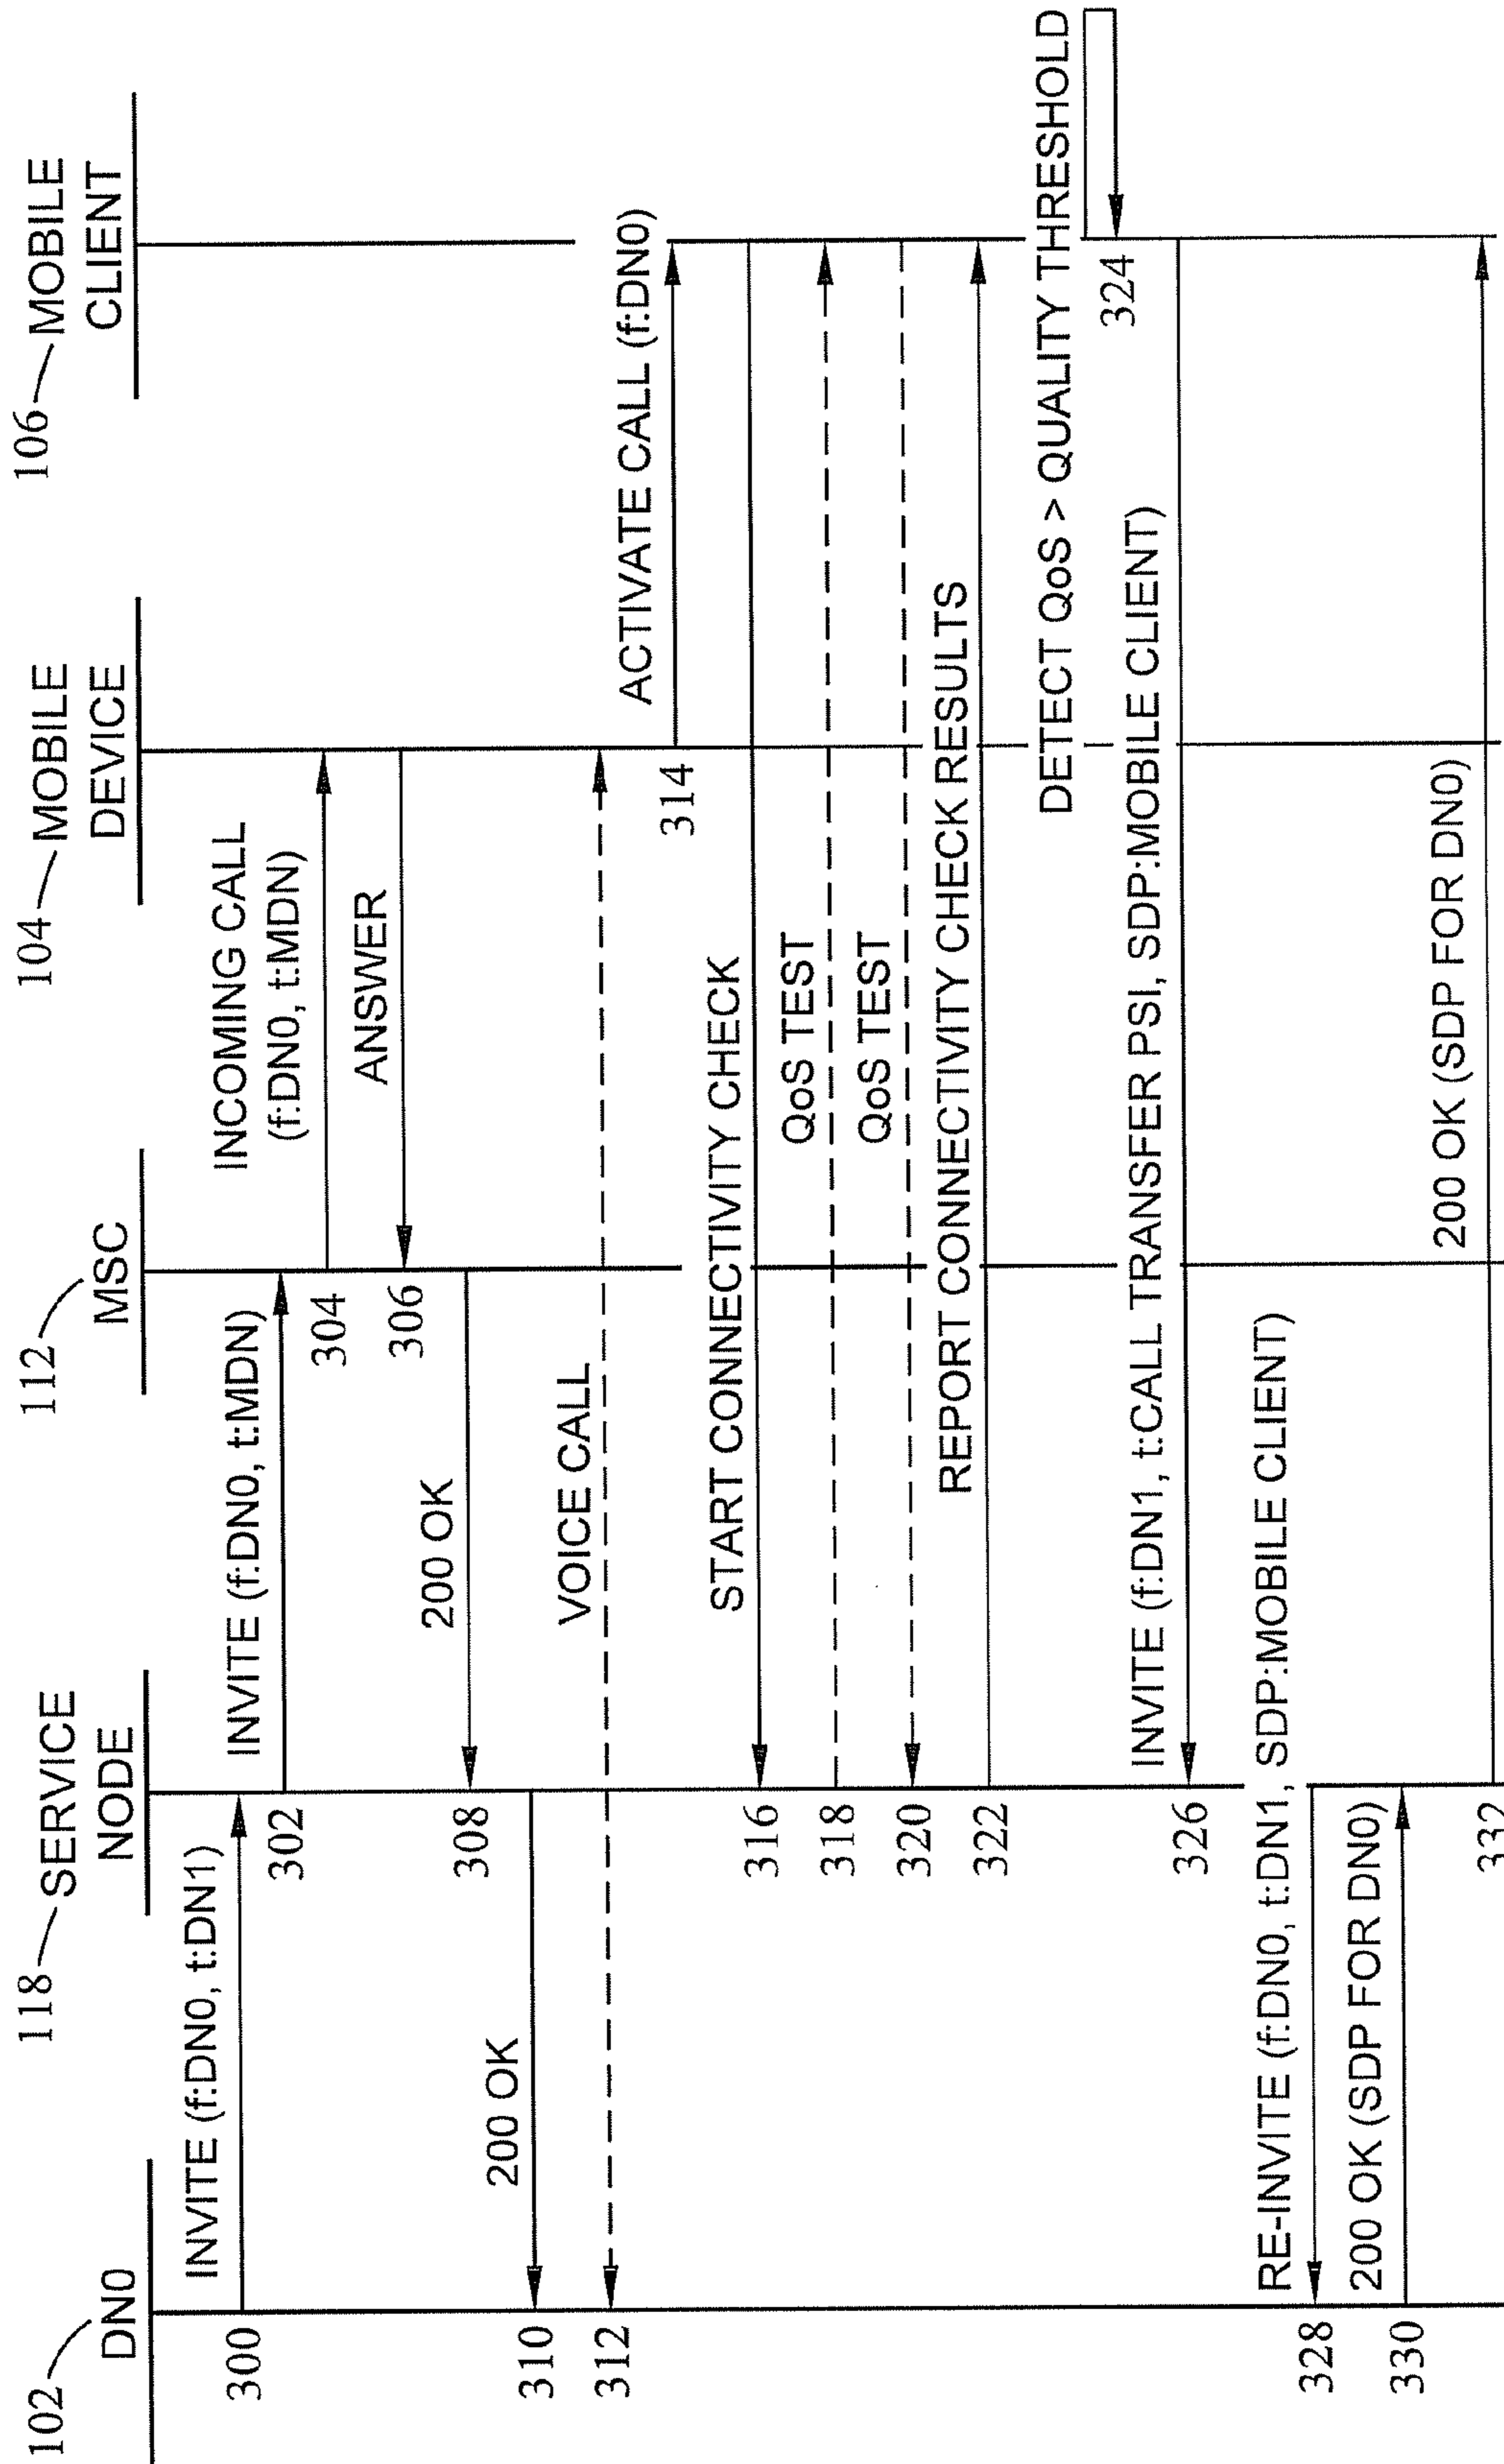 102
DN0
118
SERVICE
NODE
112
MSC
104
MOBILE
DEVICE
106
MOBILE
CLIENT
INVITE (f:DN0, t:DN1)
300
INVITE (f:DN0, t:MDN)
302
INCOMING CALL
(f:DN0, t:MDN)
304
ANSWER
306
200 OK
308
200 OK
310
VOICE CALL
312
ACTIVATE CALL (f:DN0)
314
START CONNECTIVITY CHECK
316
QoS TEST
318
QoS TEST
320
REPORT CONNECTIVITY CHECK RESULTS
322
DETECT QoS > QUALITY THRESHOLD
324
INVITE (f:DN1, t:CALL TRANSFER PSI, SDP:MOBILE CLIENT)
326
RE-INVITE (f:DN0, t:DN1, SDP:MOBILE CLIENT)
328
200 OK (SDP FOR DN0)
330
200 OK (SDP FOR DN0)
332